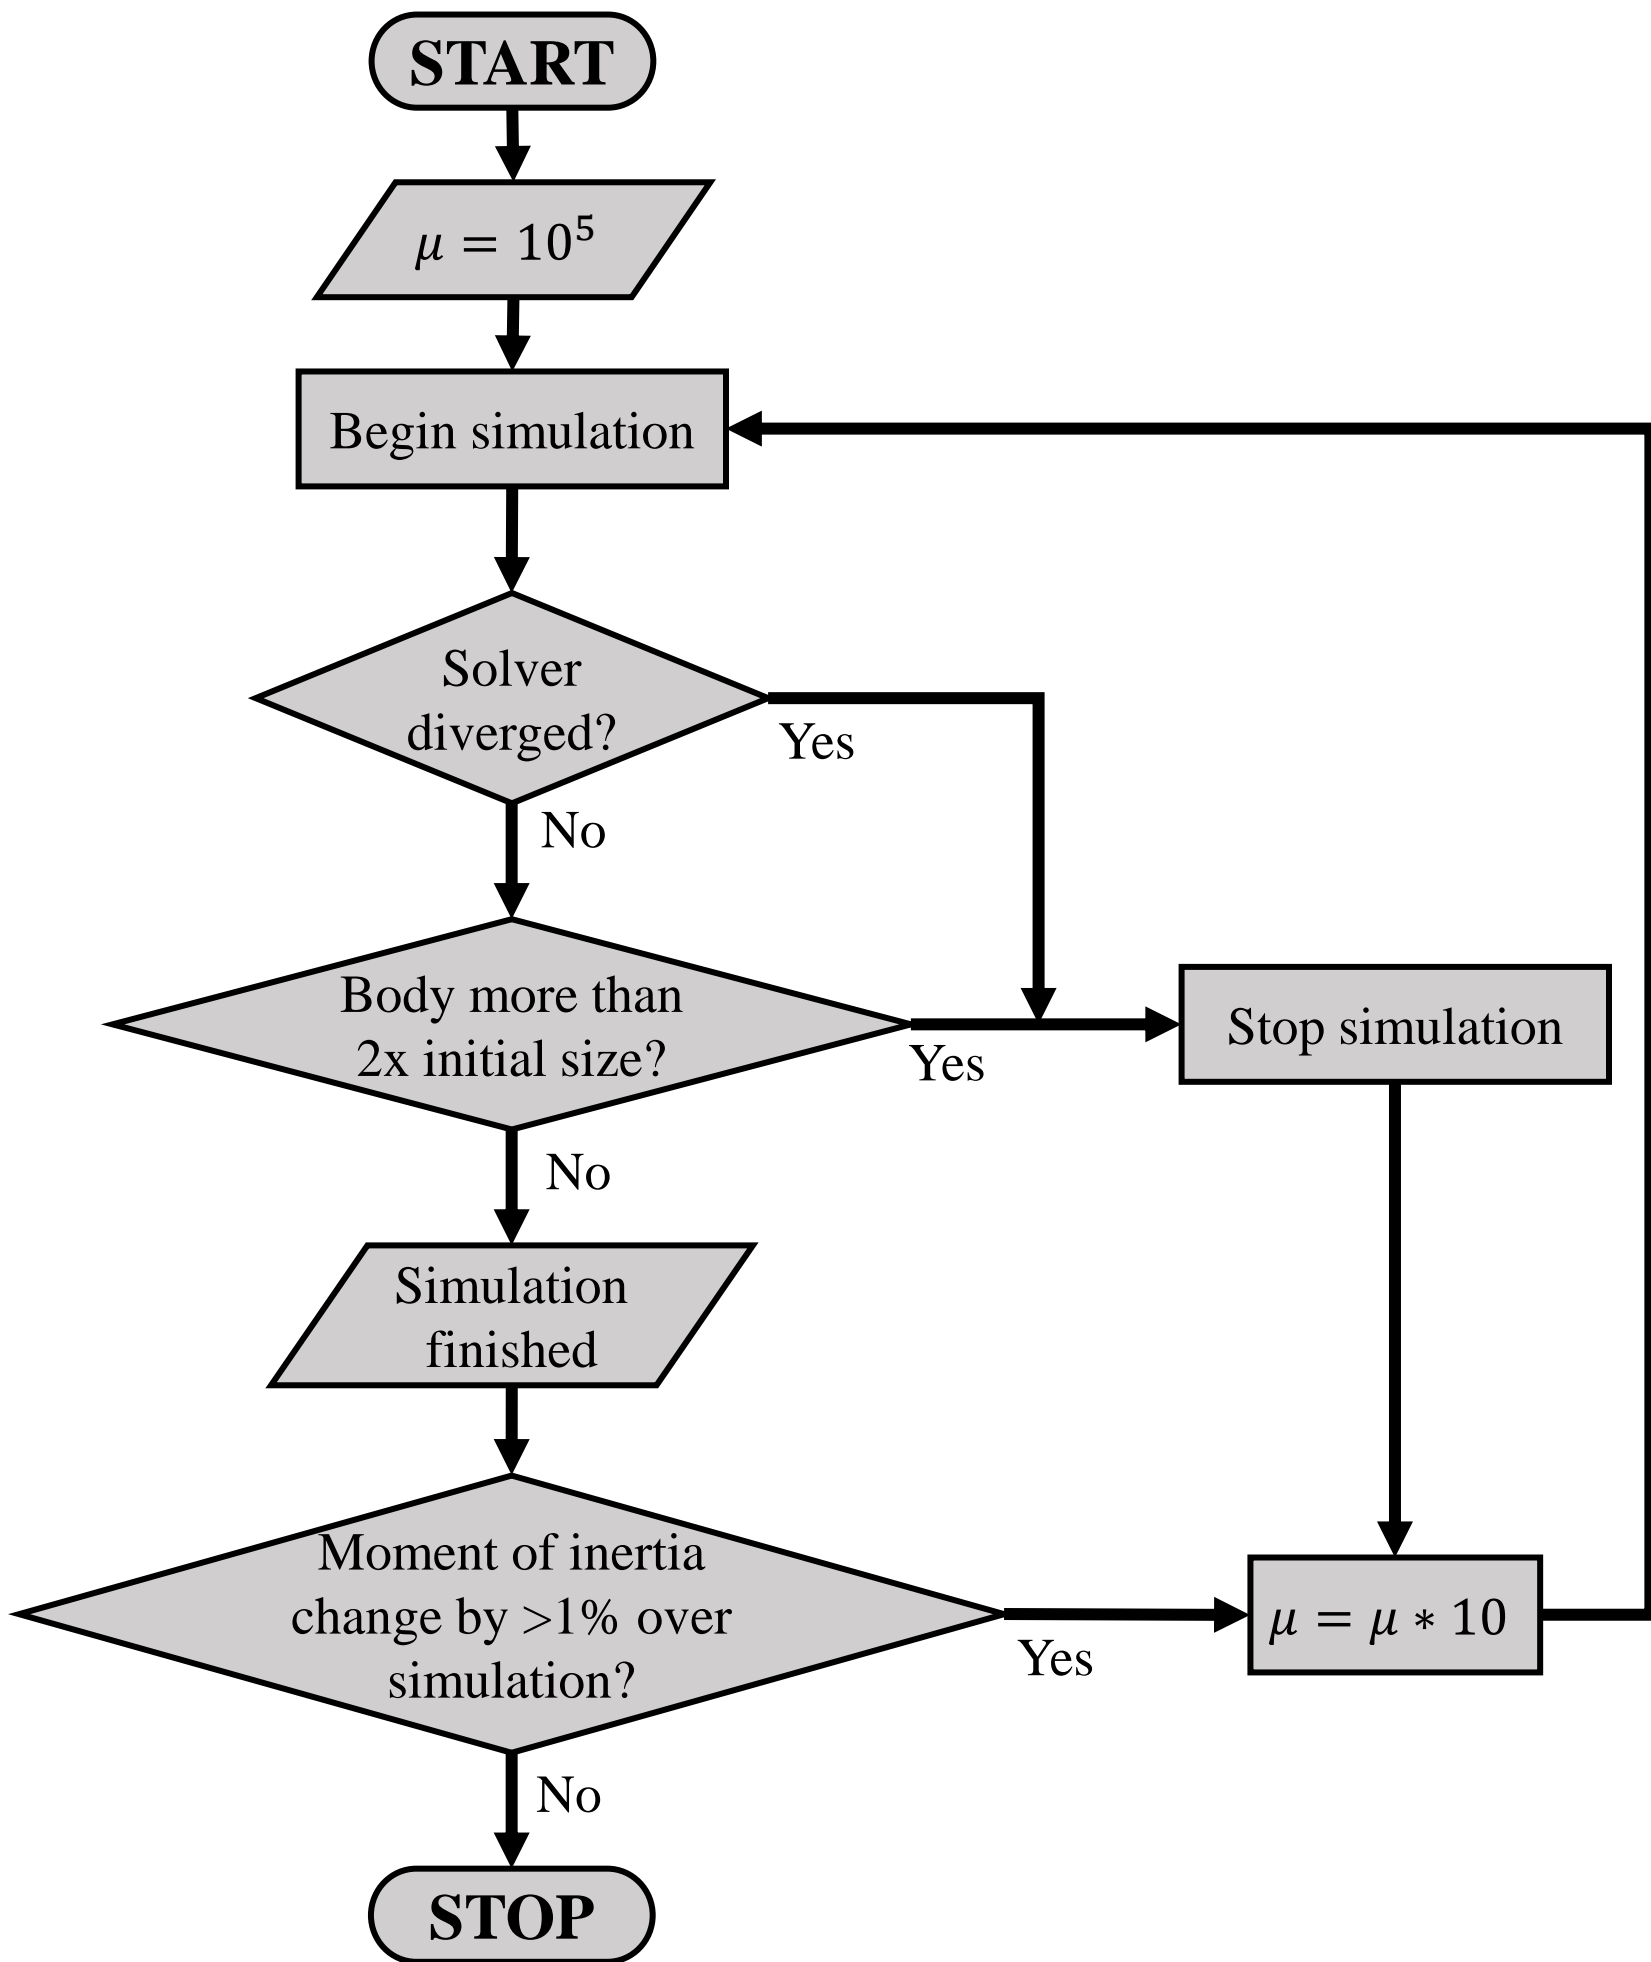 START
μ = 10⁵
Begin simulation
Solver
diverged?
Yes
No
Body more than
2x initial size?
Yes
Stop simulation
No
Simulation
finished
Moment of inertia
change by >1% over
simulation?
Yes
μ = μ ∗ 10
No
STOP